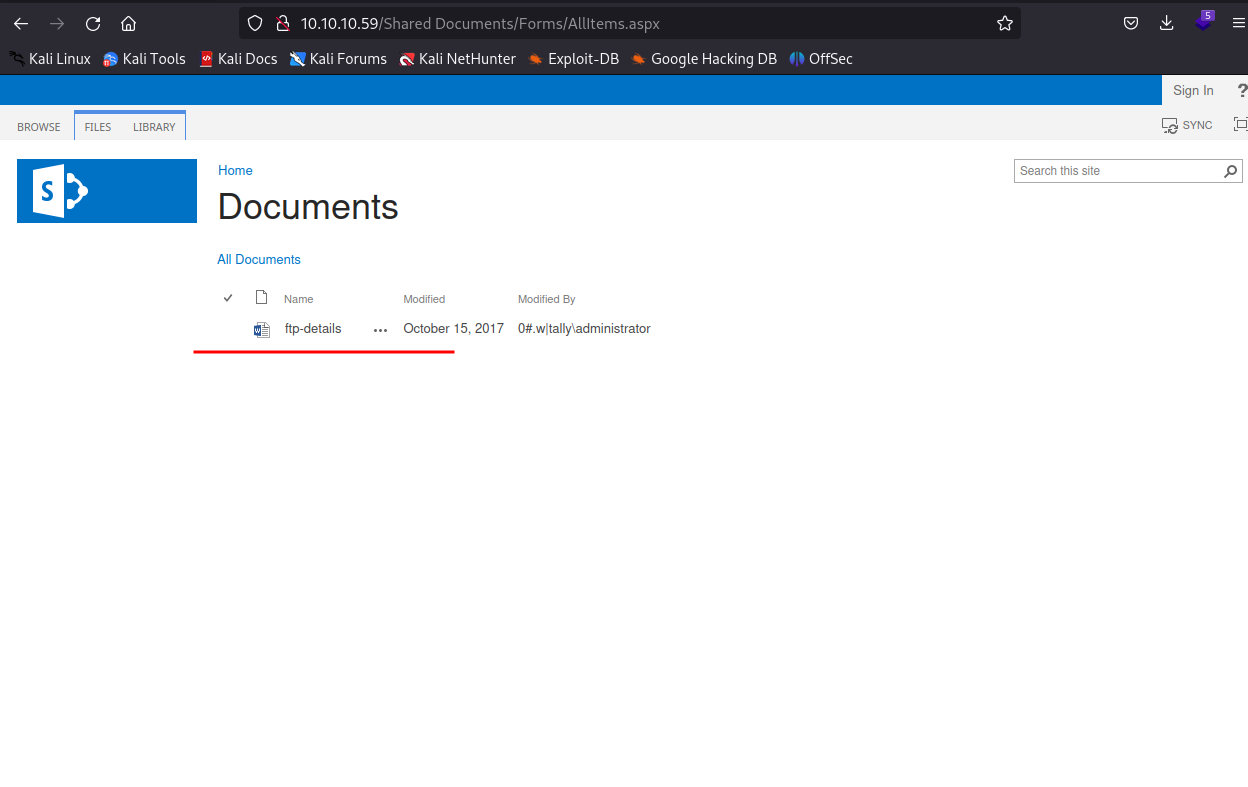 10.10.10.59/Shared Documents/Forms/AllItems.aspx
5
Kali Linux Kali Tools Kali Docs Kali Forums Kali NetHunter Exploit-DB Google Hacking DB OffSec
Sign In ?
BROWSE FILES LIBRARY SYNC
S
Home
Search this site
Documents
All Documents
Name Modified Modified By
ftp-details ... October 15, 2017 0#.w|tally\administrator